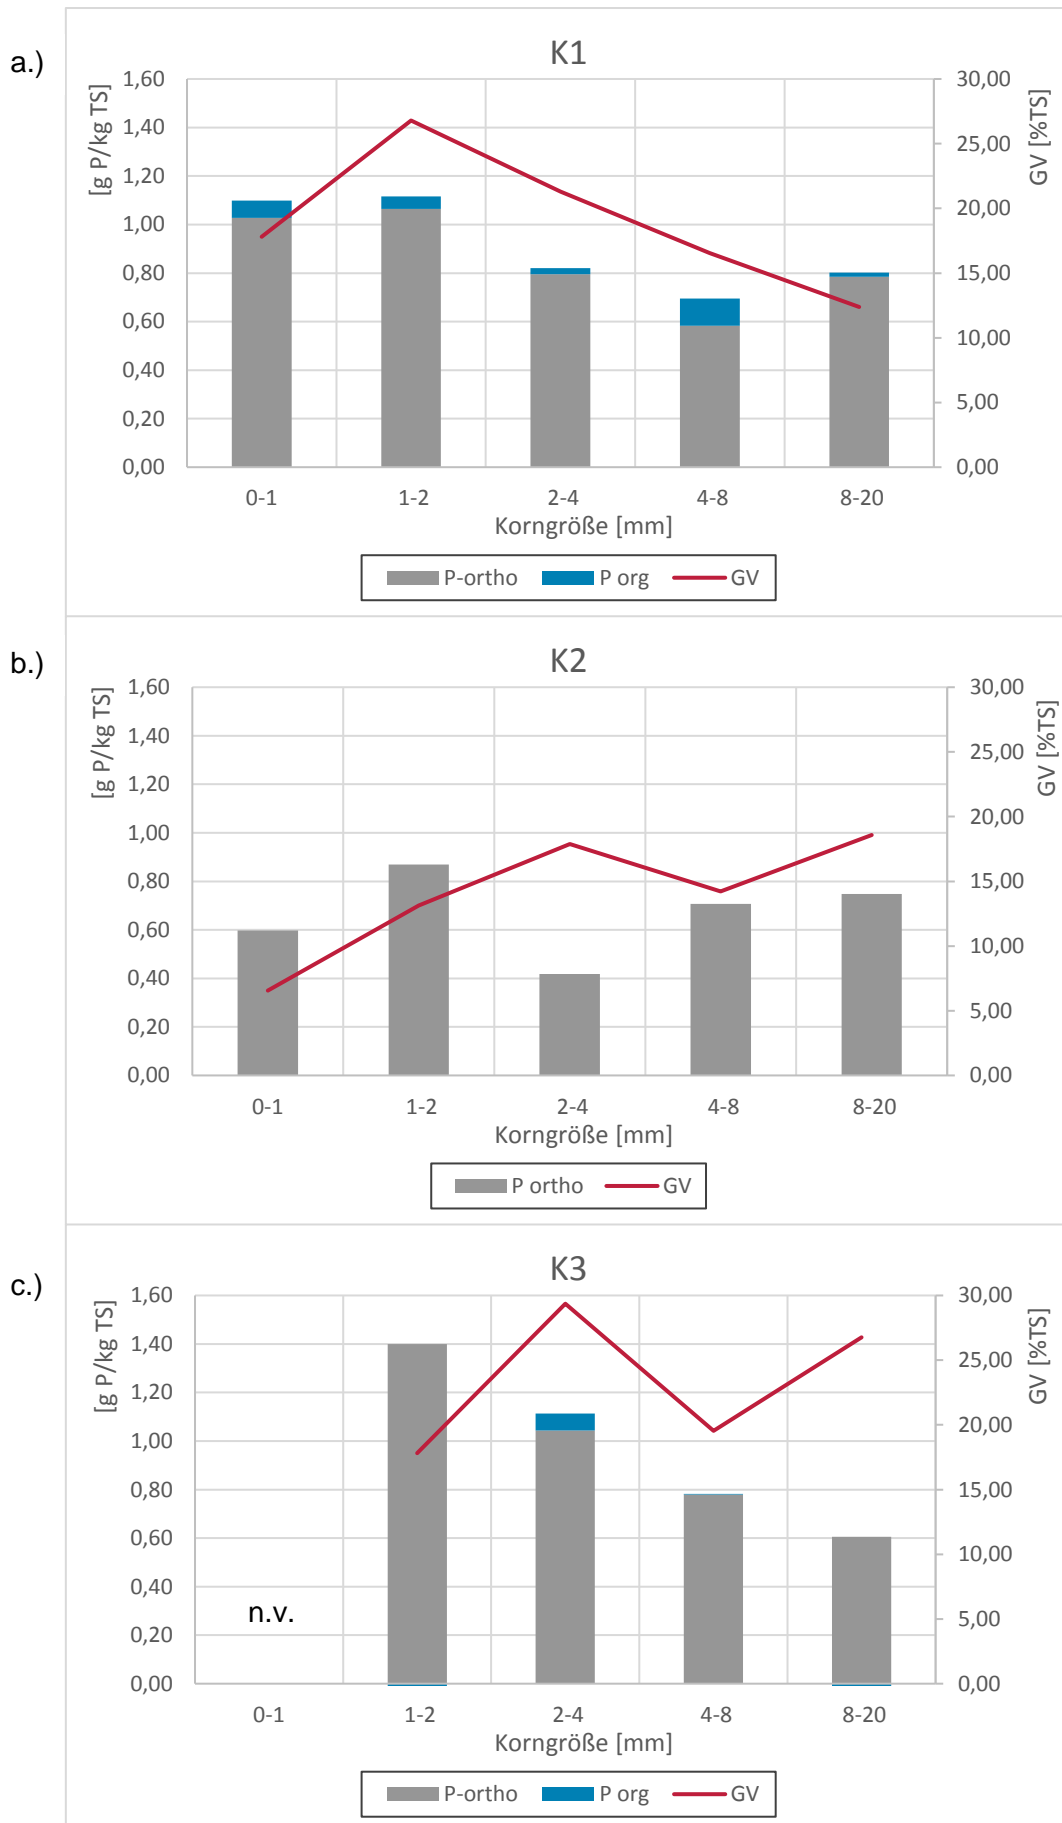 a.)
K1
[g P/kg TS]
1,60
1,40
1,20
1,00
0,80
0,60
0,40
0,20
0,00
30,00
25,00
20,00
15,00
10,00
5,00
0,00
GV [%TS]
0-1 1-2 2-4 4-8 8-20
Korngröße [mm]
P-ortho P org GV
b.)
K2
[g P/kg TS]
1,60
1,40
1,20
1,00
0,80
0,60
0,40
0,20
0,00
30,00
25,00
20,00
15,00
10,00
5,00
0,00
GV [%TS]
0-1 1-2 2-4 4-8 8-20
Korngröße [mm]
P ortho GV
c.)
K3
[g P/kg TS]
1,60
1,40
1,20
1,00
0,80
0,60
0,40
0,20
0,00
n.v.
30,00
25,00
20,00
15,00
10,00
5,00
0,00
GV [%TS]
0-1 1-2 2-4 4-8 8-20
Korngröße [mm]
P-ortho P org GV